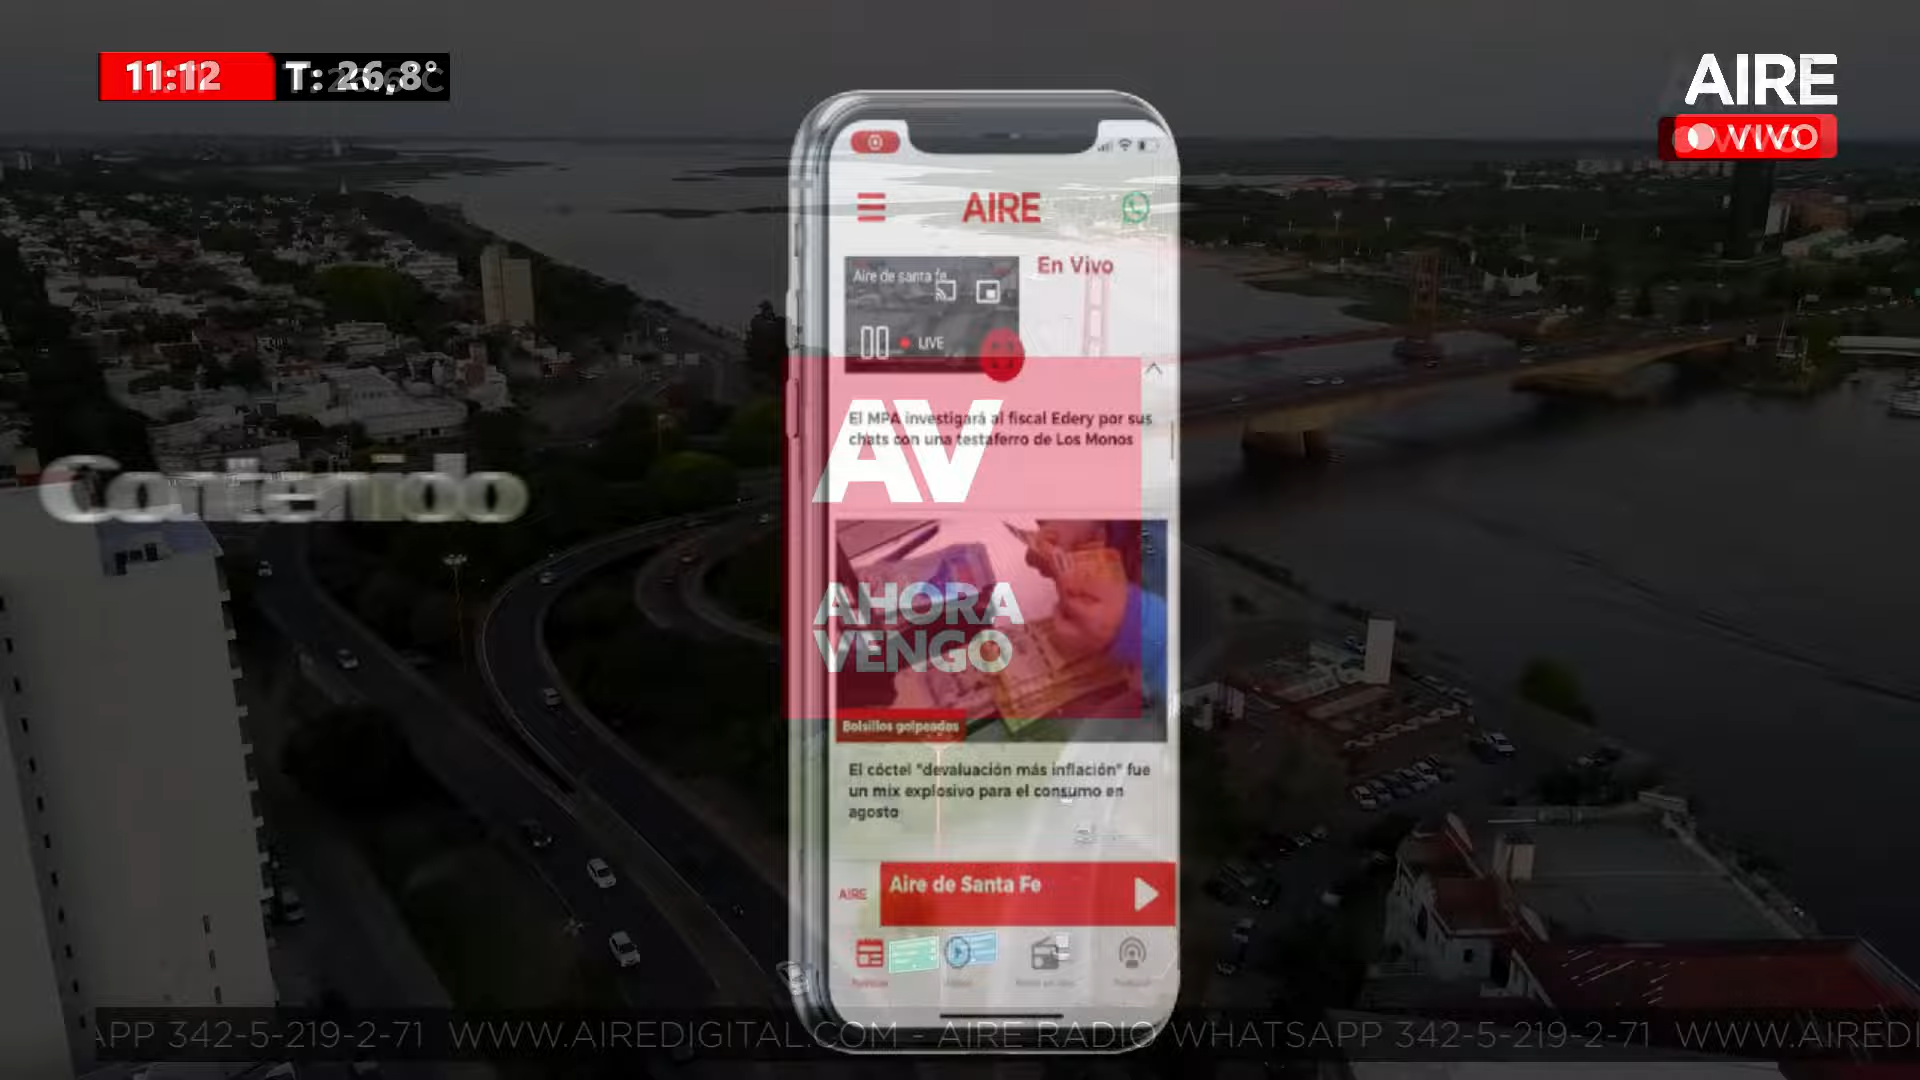 11:12 T: 26,8°
AIRE
VIVO
AIRE
Aire de santa fe
En Vivo
LIVE
El MPA investigará al fiscal Edery por sus
chats con una testaferro de Los Monos
AV
Contenido
AHORA
VENGO
Bolsillos golpeados
El cóctel "devaluación más inflación" fue
un mix explosivo para el consumo en
agosto
AIRE
Aire de Santa Fe
APP 342-5-219-2-71 WWW.AIREDIGITAL.COM - AIRE RADIO WHATSAPP 342-5-219-2-71 WWW.AIREDI